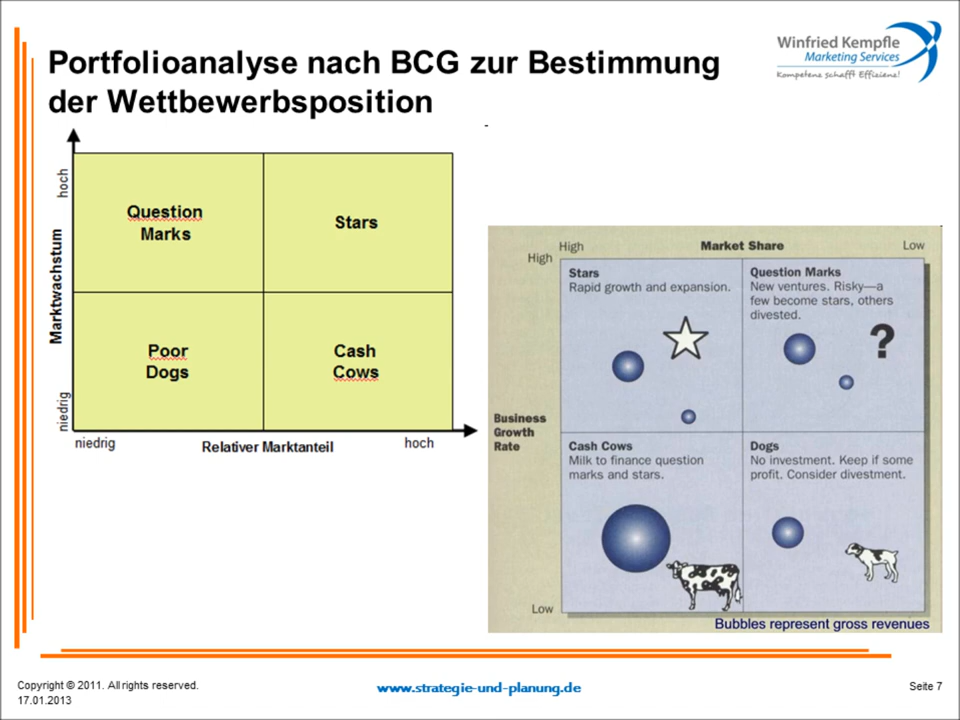 Portfolioanalyse nach BCG zur Bestimmung
der Wettbewerbsposition
Winfried Kempfle
Marketing Services
Kompetenz schafft Effizienz!
hoch
Marktwachstum
niedrig
Question
Marks
Stars
Poor
Dogs
Cash
Cows
niedrig
Relativer Marktanteil
hoch
High
Market Share
Low
High
Business
Growth
Rate
Low
Stars
Rapid growth and expansion.
Question Marks
New ventures. Risky—a
few become stars, others
divested.
?
Cash Cows
Milk to finance question
marks and stars.
Dogs
No investment. Keep if some
profit. Consider divestment.
Bubbles represent gross revenues
Copyright © 2011. All rights reserved.
17.01.2013
www.strategie-und-planung.de
Seite 7